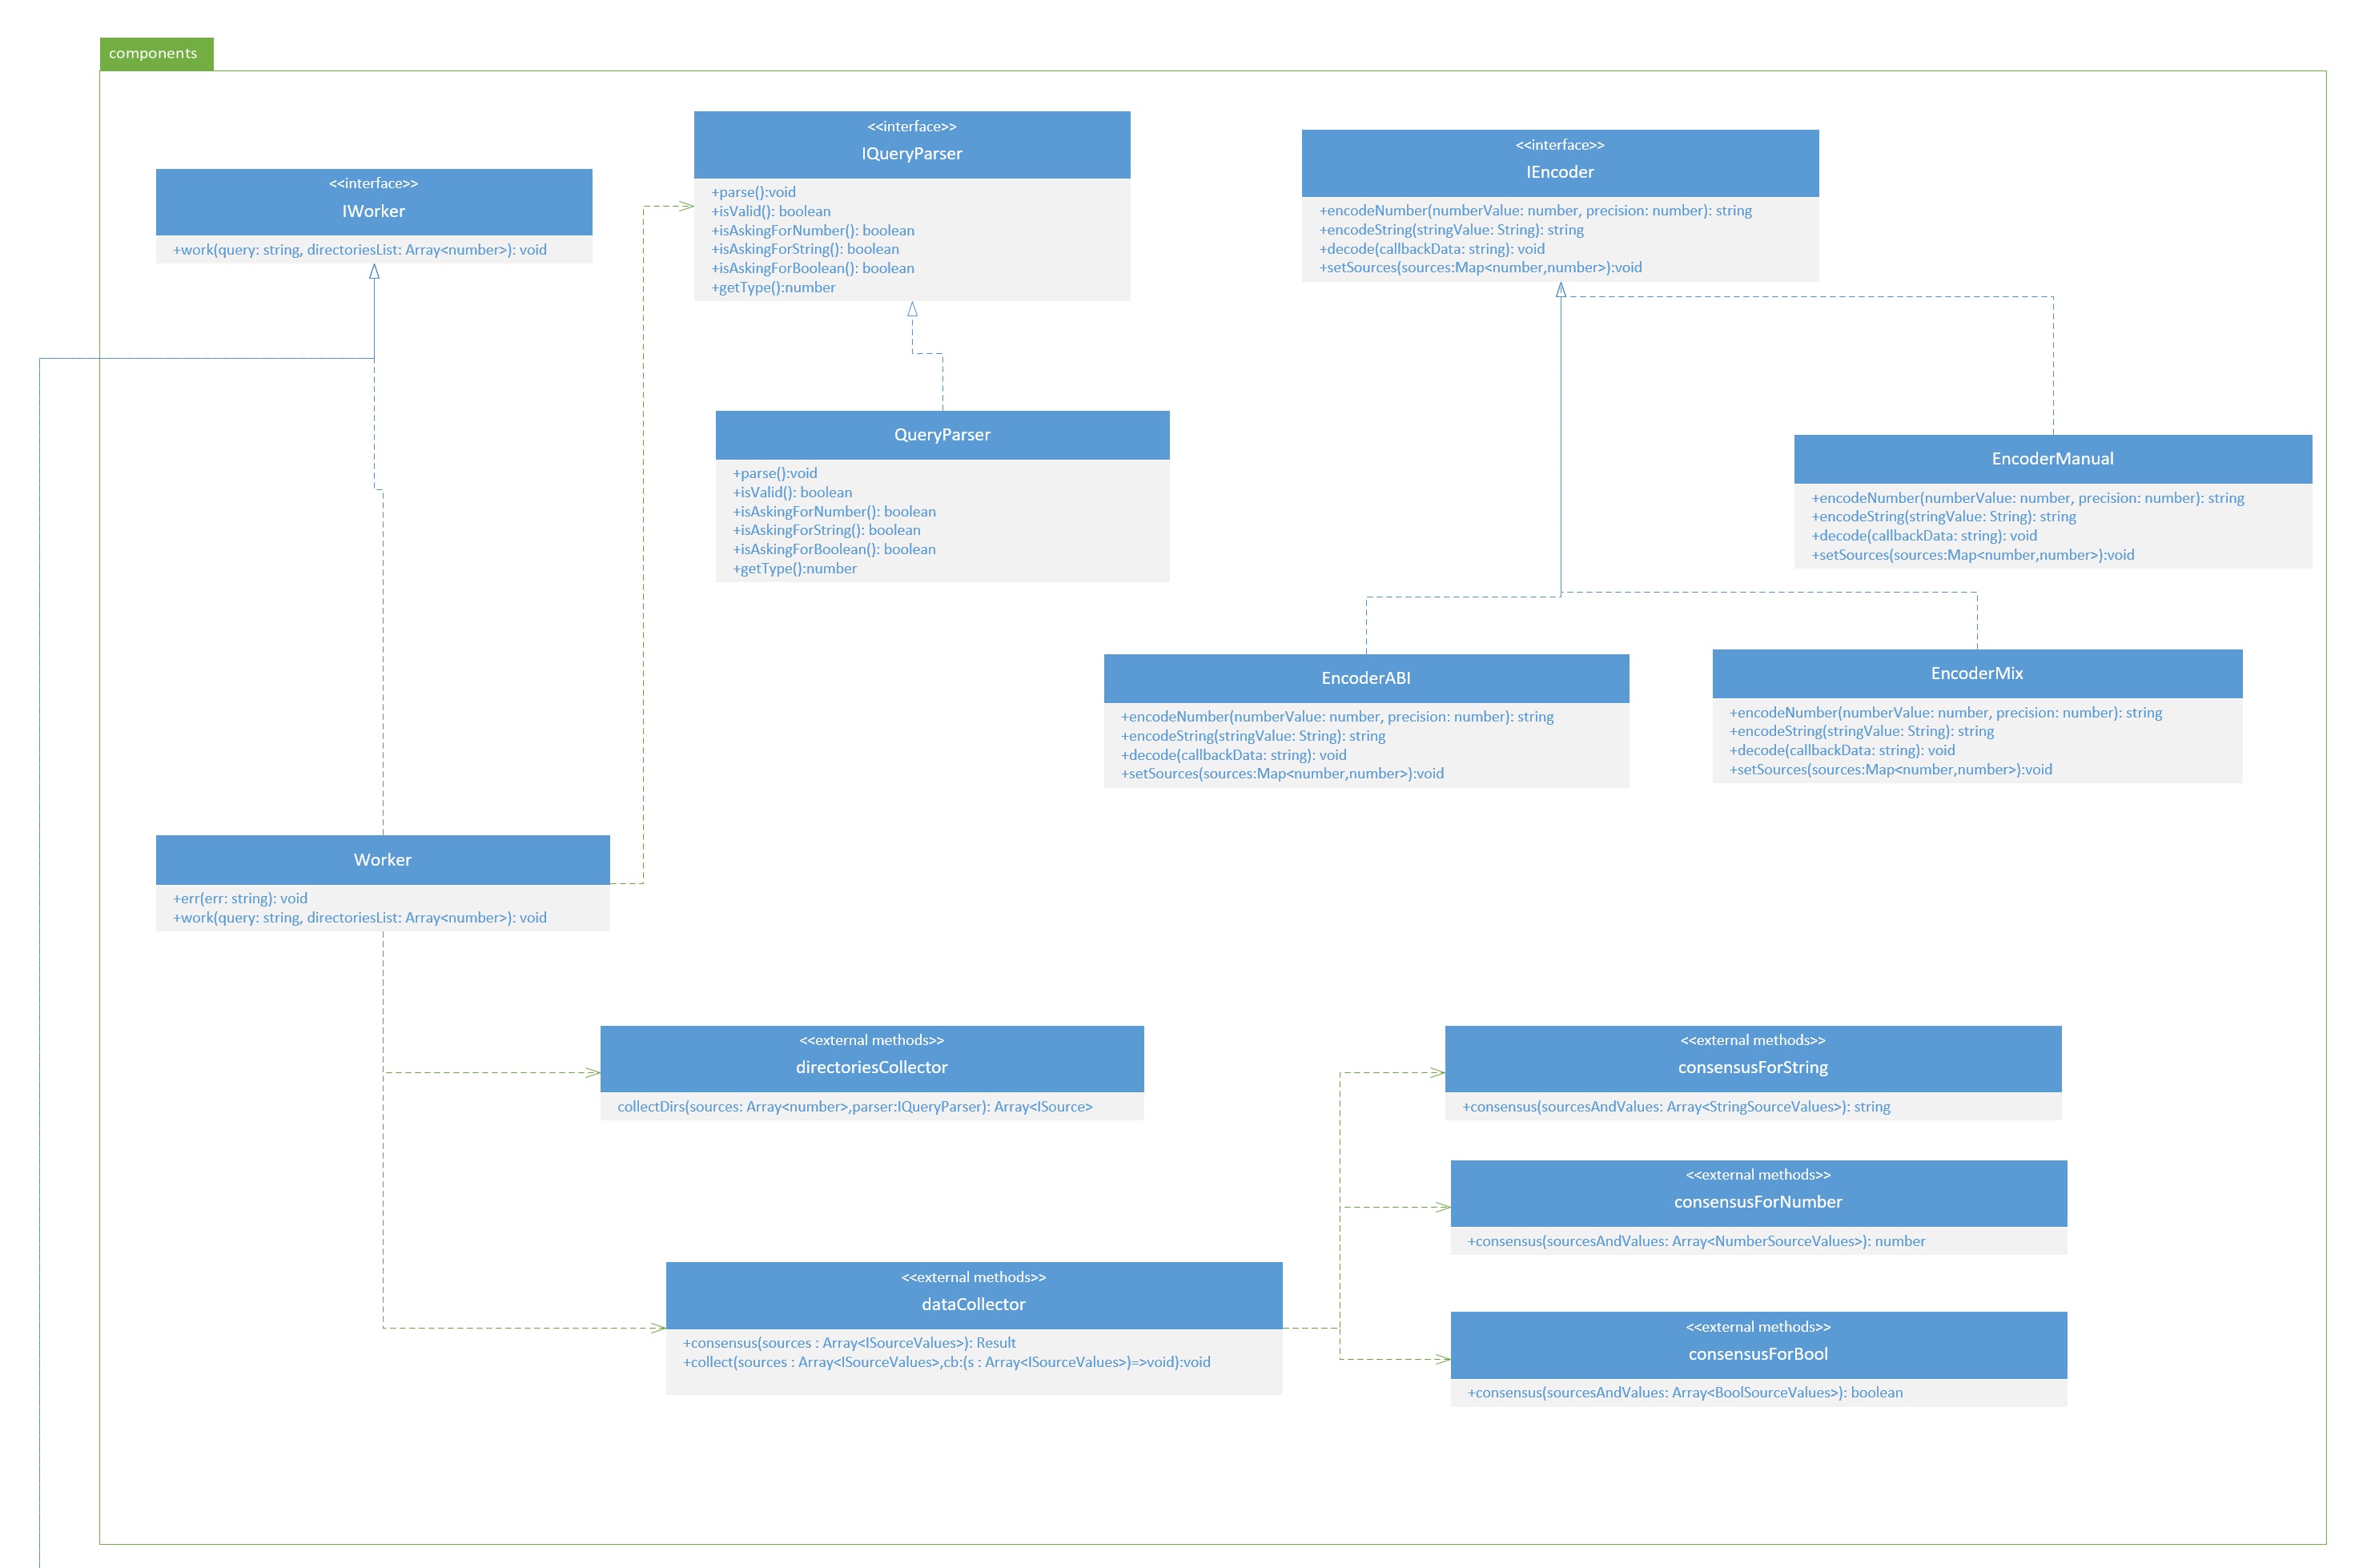 components
<<interface>>
IWorker
+work(query: string, directoriesList: Array<number>): void
<<interface>>
IQueryParser
+parse():void
+isValid(): boolean
+isAskingForNumber(): boolean
+isAskingForString(): boolean
+isAskingForBoolean(): boolean
+getType():number
<<interface>>
IEncoder
+encodeNumber(numberValue: number, precision: number): string
+encodeString(stringValue: String): string
+decode(callbackData: string): void
+setSources(sources:Map<number,number>):void
QueryParser
+parse():void
+isValid(): boolean
+isAskingForNumber(): boolean
+isAskingForString(): boolean
+isAskingForBoolean(): boolean
+getType():number
EncoderManual
+encodeNumber(numberValue: number, precision: number): string
+encodeString(stringValue: String): string
+decode(callbackData: string): void
+setSources(sources:Map<number,number>):void
EncoderABI
+encodeNumber(numberValue: number, precision: number): string
+encodeString(stringValue: String): string
+decode(callbackData: string): void
+setSources(sources:Map<number,number>):void
EncoderMix
+encodeNumber(numberValue: number, precision: number): string
+encodeString(stringValue: String): string
+decode(callbackData: string): void
+setSources(sources:Map<number,number>):void
Worker
+err(err: string): void
+work(query: string, directoriesList: Array<number>): void
<<external methods>>
directoriesCollector
collectDirs(sources: Array<number>,parser:IQueryParser): Array<ISource>
<<external methods>>
consensusForString
+consensus(sourcesAndValues: Array<StringSourceValues>): string
<<external methods>>
consensusForNumber
+consensus(sourcesAndValues: Array<NumberSourceValues>): number
<<external methods>>
dataCollector
+consensus(sources : Array<ISourceValues>): Result
+collect(sources : Array<ISourceValues>,cb:(s : Array<ISourceValues>)=>void):void
<<external methods>>
consensusForBool
+consensus(sourcesAndValues: Array<BoolSourceValues>): boolean